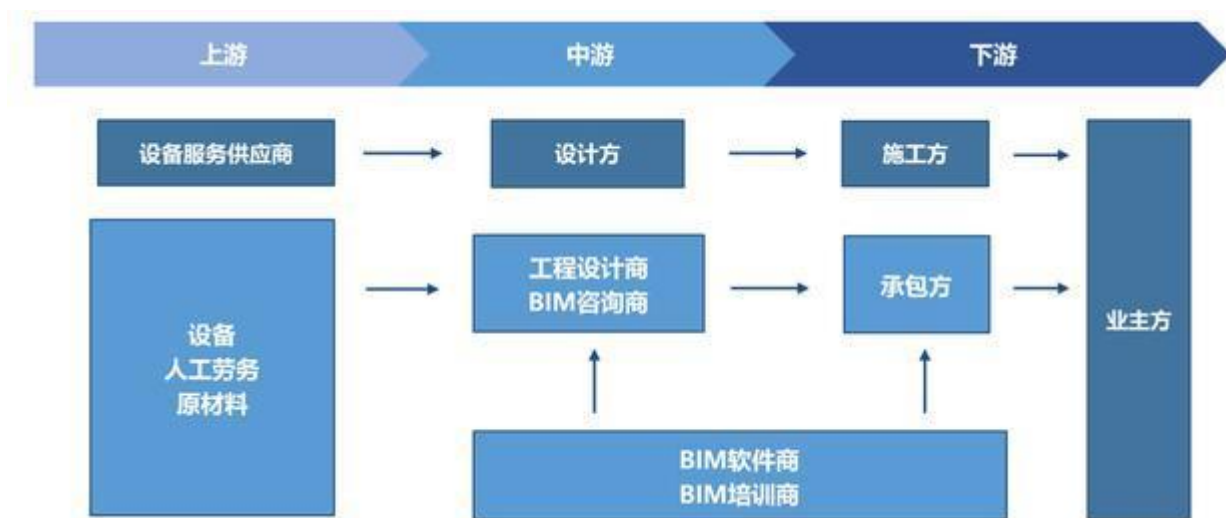 上游
中游
下游
设备服务供应商
设计方
施工方
设备
人工劳务
原材料
工程设计商
BIM咨询商
承包方
业主方
BIM软件商
BIM培训商